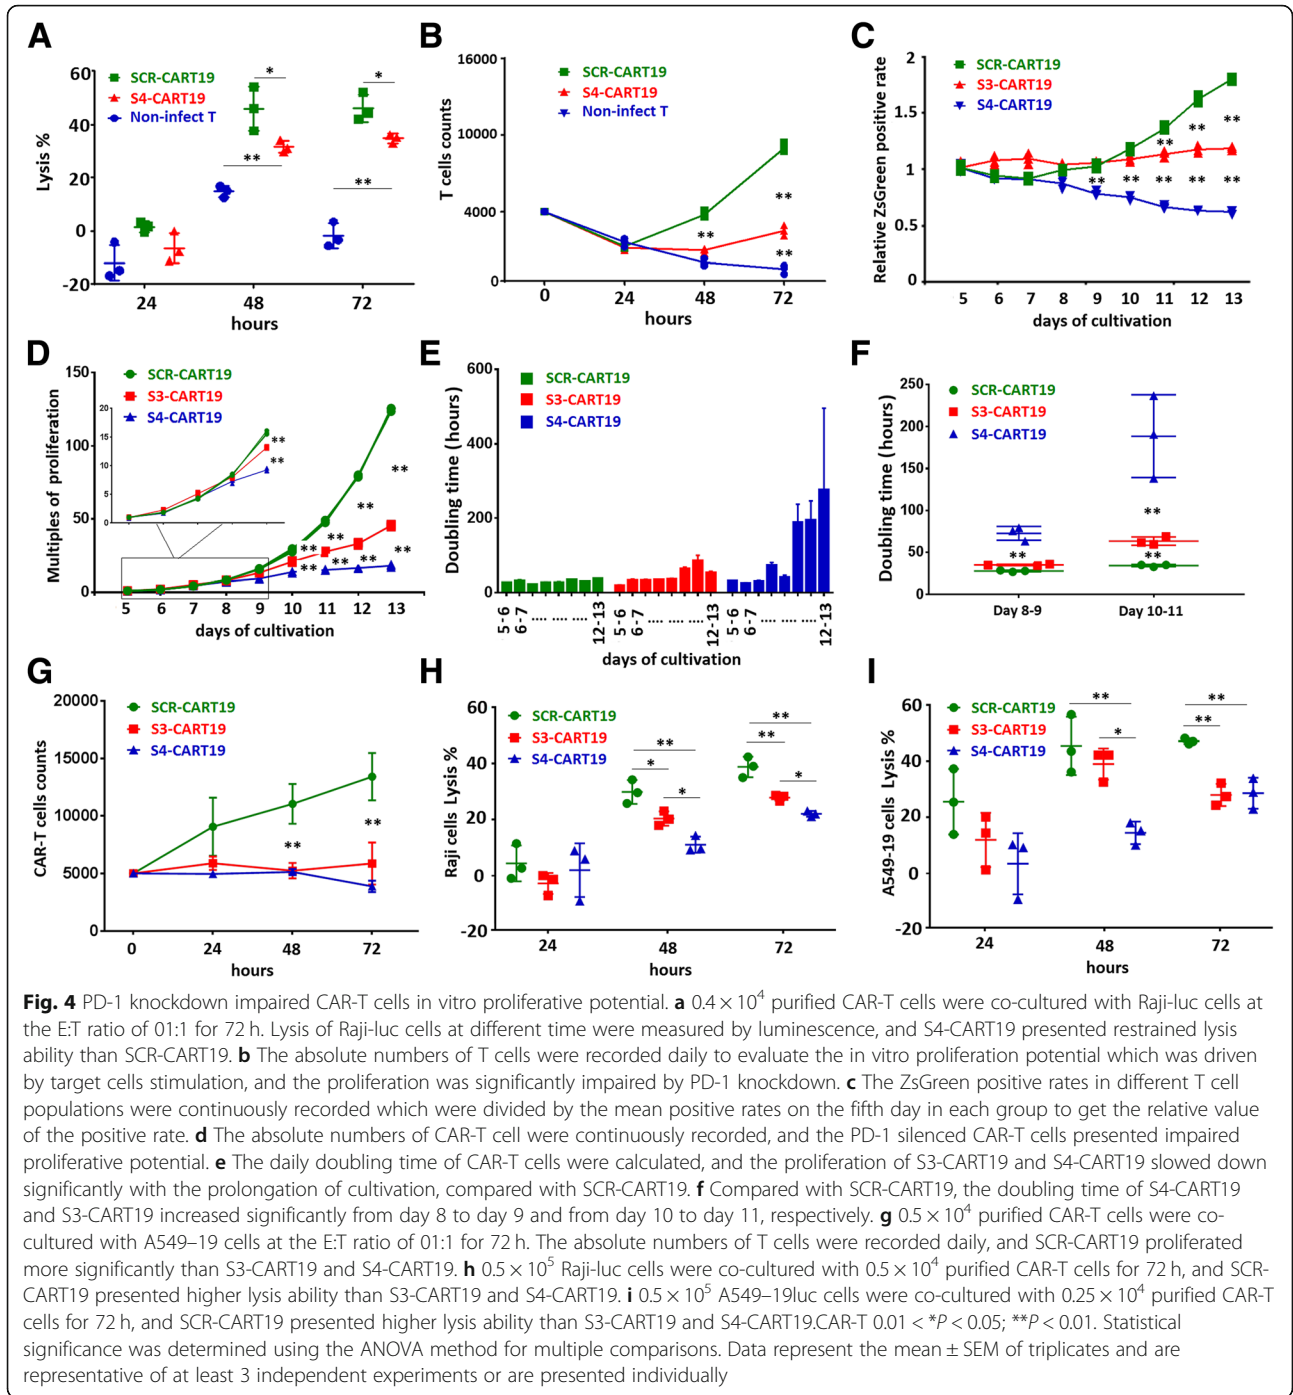 A
60
40
20
0
-20
Lysis %
SCR-CART19
S4-CART19
Non-infect T
*
**
*
**
24
48
72
hours
B
16000
10000
4000
0
T cells counts
SCR-CART19
S4-CART19
Non-infect T
**
**
**
0
24
48
72
hours
C
2
1.5
1
0.5
0
Relative ZsGreen positive rate
SCR-CART19
S3-CART19
S4-CART19
**
**
**
**
**
**
**
**
5
6
7
8
9
10
11
12
13
days of cultivation
D
150
100
50
0
Multiples of proliferation
SCR-CART19
S3-CART19
S4-CART19
20
15
10
5
0
**
**
**
**
**
**
**
**
**
**
5
6
7
8
9
10
11
12
13
days of cultivation
E
600
400
200
0
Doubling time (hours)
SCR-CART19
S3-CART19
S4-CART19
5-6
6-7
....
....
....
12-13
5-6
6-7
....
....
....
12-13
5-6
6-7
....
....
....
12-13
days of cultivation
F
250
200
150
100
50
0
Doubling time (hours)
SCR-CART19
S3-CART19
S4-CART19
**
**
**
Day 8-9
Day 10-11
G
20000
15000
10000
5000
0
CAR-T cells counts
SCR-CART19
S3-CART19
S4-CART19
**
**
0
24
48
72
hours
H
60
40
20
0
-20
Raji cells Lysis %
SCR-CART19
S3-CART19
S4-CART19
**
*
*
**
**
*
24
48
72
hours
I
60
40
20
0
-20
A549-19 cells Lysis %
SCR-CART19
S3-CART19
S4-CART19
**
*
**
**
24
48
72
hours
Fig. 4 PD-1 knockdown impaired CAR-T cells in vitro proliferative potential. a 0.4 × 10⁴ purified CAR-T cells were co-cultured with Raji-luc cells at
the E:T ratio of 01:1 for 72 h. Lysis of Raji-luc cells at different time were measured by luminescence, and S4-CART19 presented restrained lysis
ability than SCR-CART19. b The absolute numbers of T cells were recorded daily to evaluate the in vitro proliferation potential which was driven
by target cells stimulation, and the proliferation was significantly impaired by PD-1 knockdown. c The ZsGreen positive rates in different T cell
populations were continuously recorded which were divided by the mean positive rates on the fifth day in each group to get the relative value
of the positive rate. d The absolute numbers of CAR-T cell were continuously recorded, and the PD-1 silenced CAR-T cells presented impaired
proliferative potential. e The daily doubling time of CAR-T cells were calculated, and the proliferation of S3-CART19 and S4-CART19 slowed down
significantly with the prolongation of cultivation, compared with SCR-CART19. f Compared with SCR-CART19, the doubling time of S4-CART19
and S3-CART19 increased significantly from day 8 to day 9 and from day 10 to day 11, respectively. g 0.5 × 10⁴ purified CAR-T cells were co-
cultured with A549–19 cells at the E:T ratio of 01:1 for 72 h. The absolute numbers of T cells were recorded daily, and SCR-CART19 proliferated
more significantly than S3-CART19 and S4-CART19. h 0.5 × 10⁵ Raji-luc cells were co-cultured with 0.5 × 10⁴ purified CAR-T cells for 72 h, and SCR-
CART19 presented higher lysis ability than S3-CART19 and S4-CART19. i 0.5 × 10⁵ A549–19luc cells were co-cultured with 0.25 × 10⁴ purified CAR-T
cells for 72 h, and SCR-CART19 presented higher lysis ability than S3-CART19 and S4-CART19.CAR-T 0.01 < *P < 0.05; **P < 0.01. Statistical
significance was determined using the ANOVA method for multiple comparisons. Data represent the mean ± SEM of triplicates and are
representative of at least 3 independent experiments or are presented individually